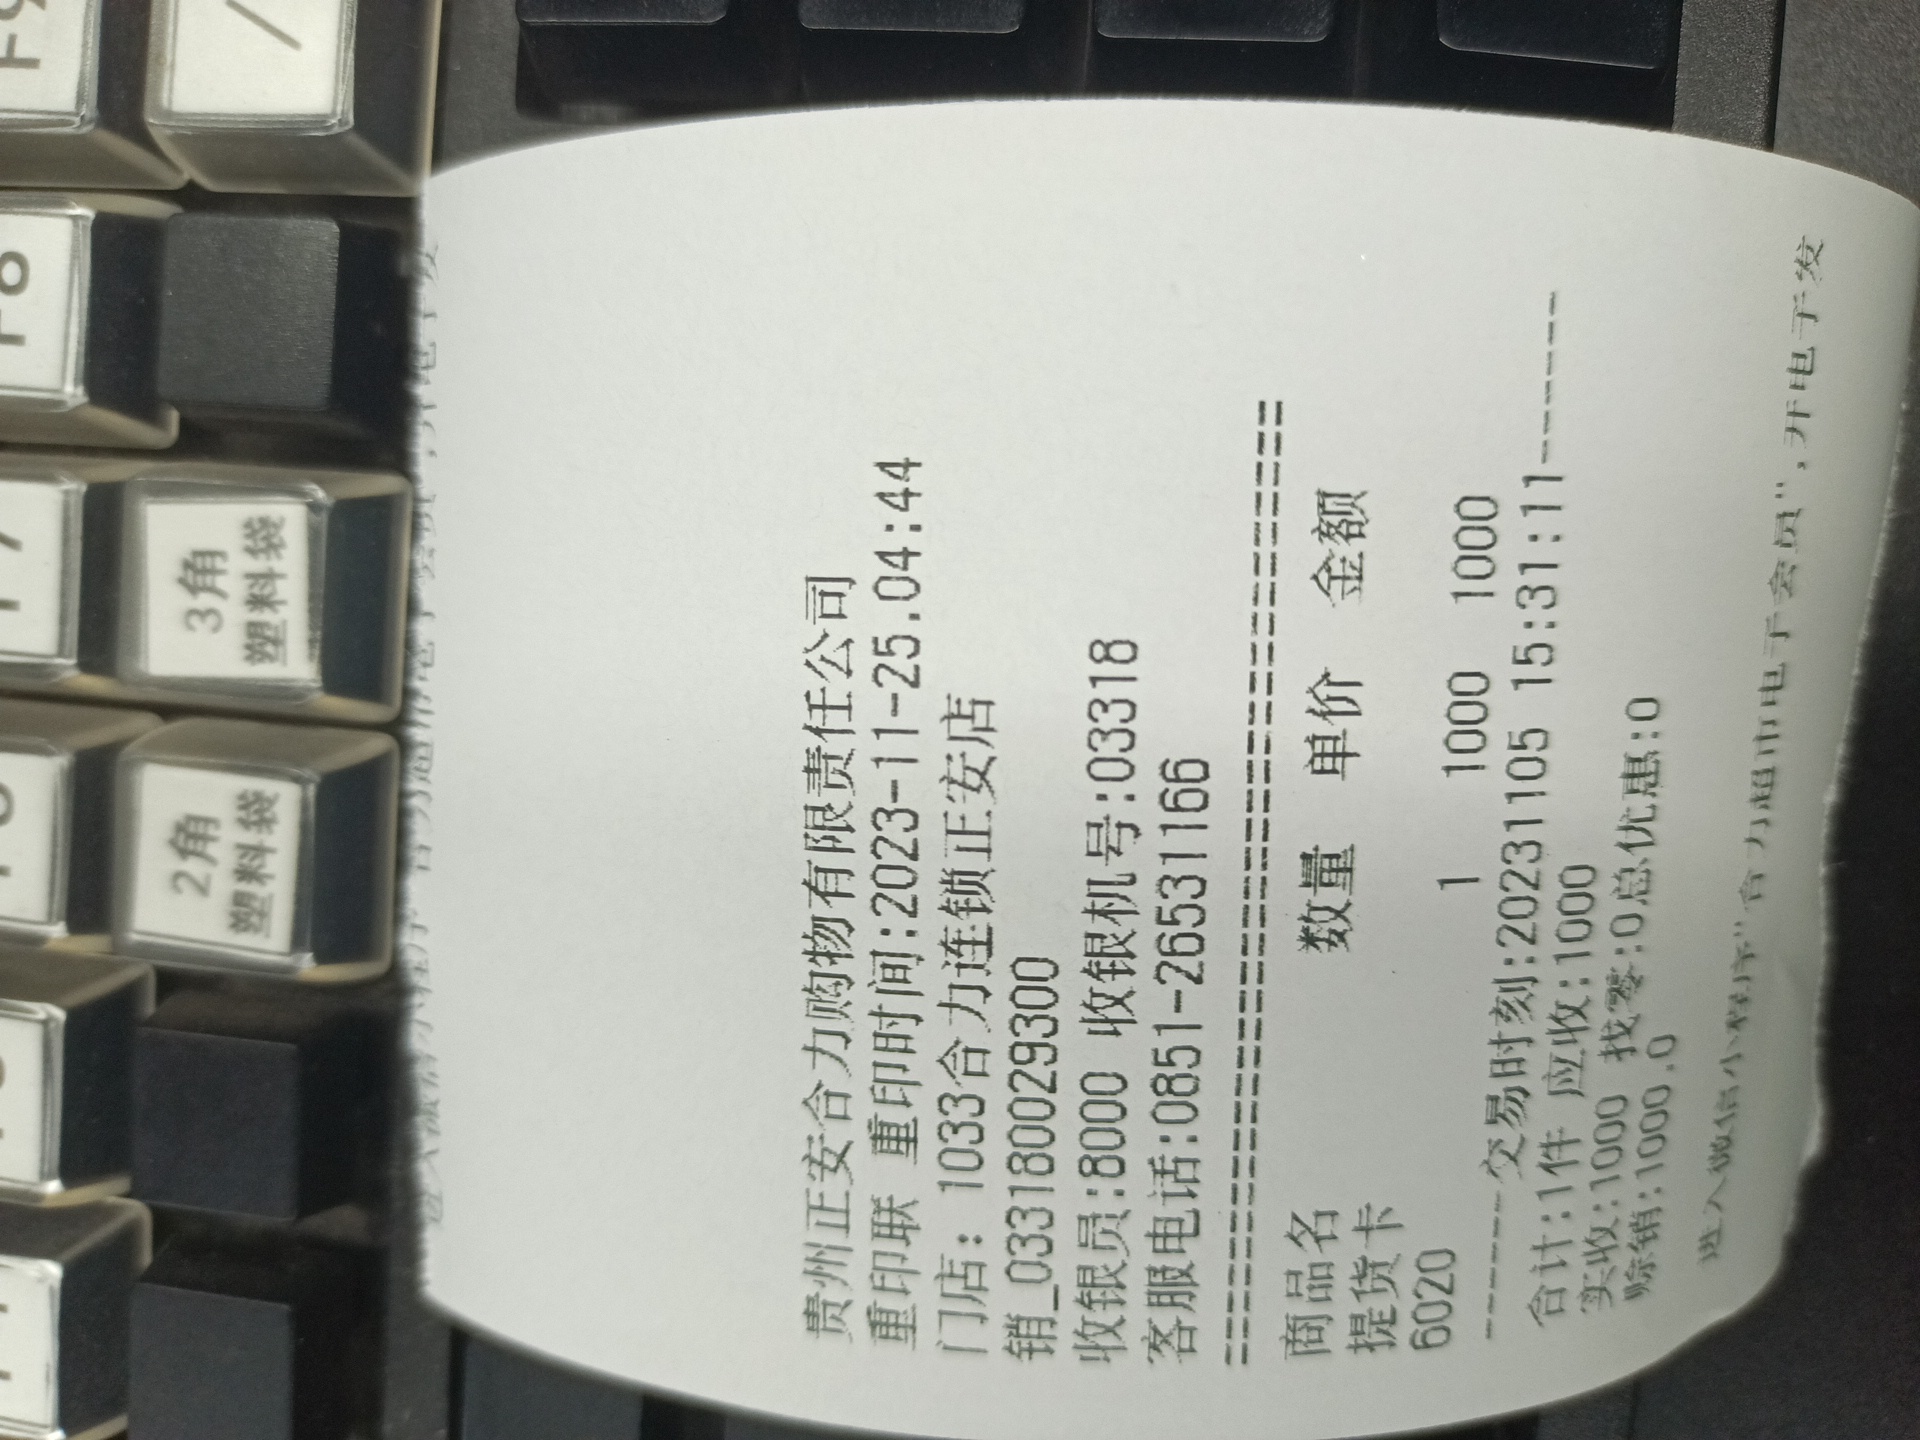 贵州正安合力购物有限责任公司
重印联 重印时间:2023-11-25.04:44
门店: 1033合力连锁正安店
销_033180029300
收银员:8000 收银机号:03318
客服电话:0851-26531166
================================
商品名 数量 单价 金额
提货卡
6020 1 1000 1000
------交易时刻:20231105 15:31:11------
合计:1件 应收:1000
实收:1000 找零:0总优惠:0
赊销:1000.0
进入微信小程序"合力超市电子会员",开电子发
3角
塑料袋
2角
塑料袋
F8
/